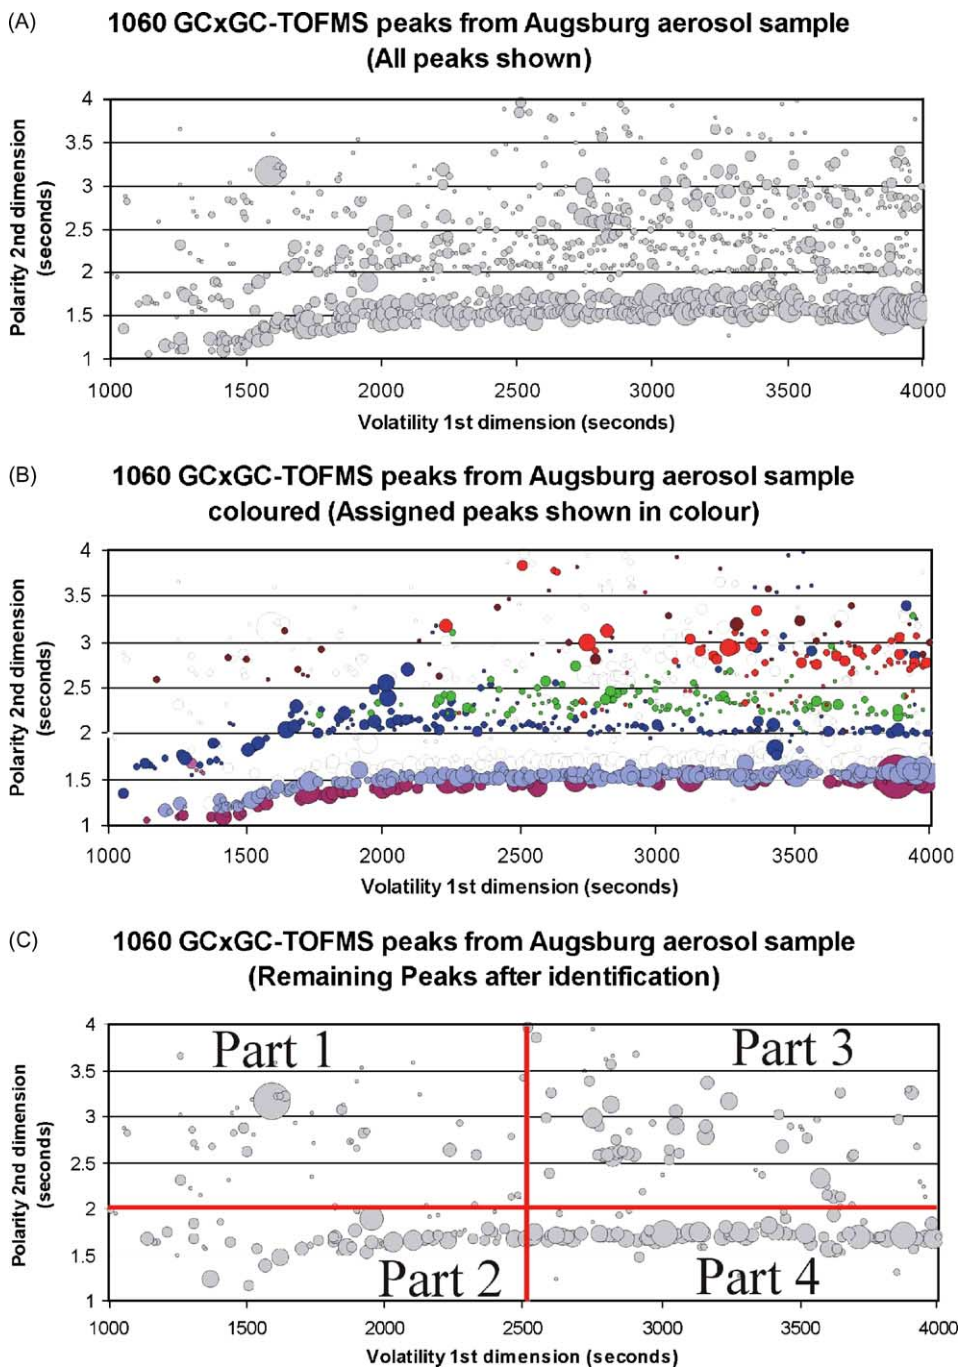 (A)
1060 GCxGC-TOFMS peaks from Augsburg aerosol sample
(All peaks shown)
Polarity 2nd dimension
(seconds)
4
3.5
3
2.5
2
1.5
1
1000 1500 2000 2500 3000 3500 4000
Volatility 1st dimension (seconds)
(B)
1060 GCxGC-TOFMS peaks from Augsburg aerosol sample
coloured (Assigned peaks shown in colour)
Polarity 2nd dimension
(seconds)
4
3.5
3
2.5
2
1.5
1
1000 1500 2000 2500 3000 3500 4000
Volatility 1st dimension (seconds)
(C)
1060 GCxGC-TOFMS peaks from Augsburg aerosol sample
(Remaining Peaks after identification)
Polarity 2nd dimension
(seconds)
4
3.5
3
2.5
2
1.5
1
Part 1
Part 3
Part 2
Part 4
1000 1500 2000 2500 3000 3500 4000
Volatility 1st dimension (seconds)